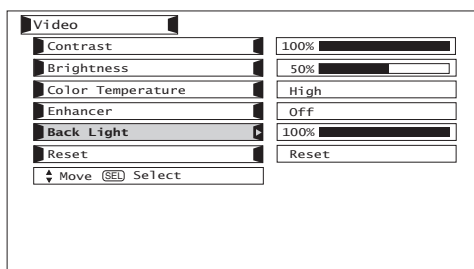 Video
Contrast 100%
Brightness 50%
Color Temperature High
Enhancer Off
Back Light 100%
Reset Reset
Move SEL Select